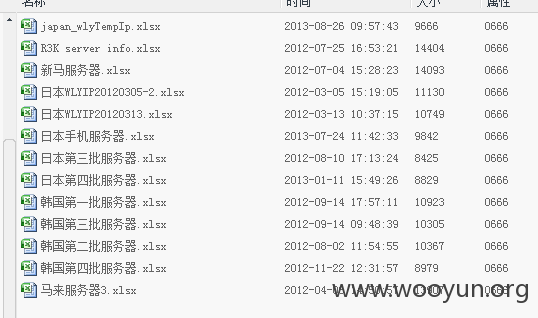 名称 时间 大小 属性
japan_wlyTempIp.xlsx 2013-08-26 09:57:43 9666 0666
R3K server info.xlsx 2012-07-25 16:53:21 14404 0666
新马服务器.xlsx 2012-07-04 15:28:23 14093 0666
日本WLYIP20120305-2.xlsx 2012-03-05 15:19:05 11130 0666
日本WLYIP20120313.xlsx 2012-03-13 10:37:15 10749 0666
日本手机服务器.xlsx 2013-07-24 11:42:33 9842 0666
日本第三批服务器.xlsx 2012-08-10 17:13:24 8425 0666
日本第四批服务器.xlsx 2013-01-11 15:49:26 8829 0666
韩国第一批服务器.xlsx 2012-09-14 17:57:11 10923 0666
韩国第三批服务器.xlsx 2012-09-14 09:48:39 10305 0666
韩国第二批服务器.xlsx 2012-08-02 11:54:55 10367 0666
韩国第四批服务器.xlsx 2012-11-22 12:31:57 8979 0666
马来服务器3.xlsx
www.wooyun.org